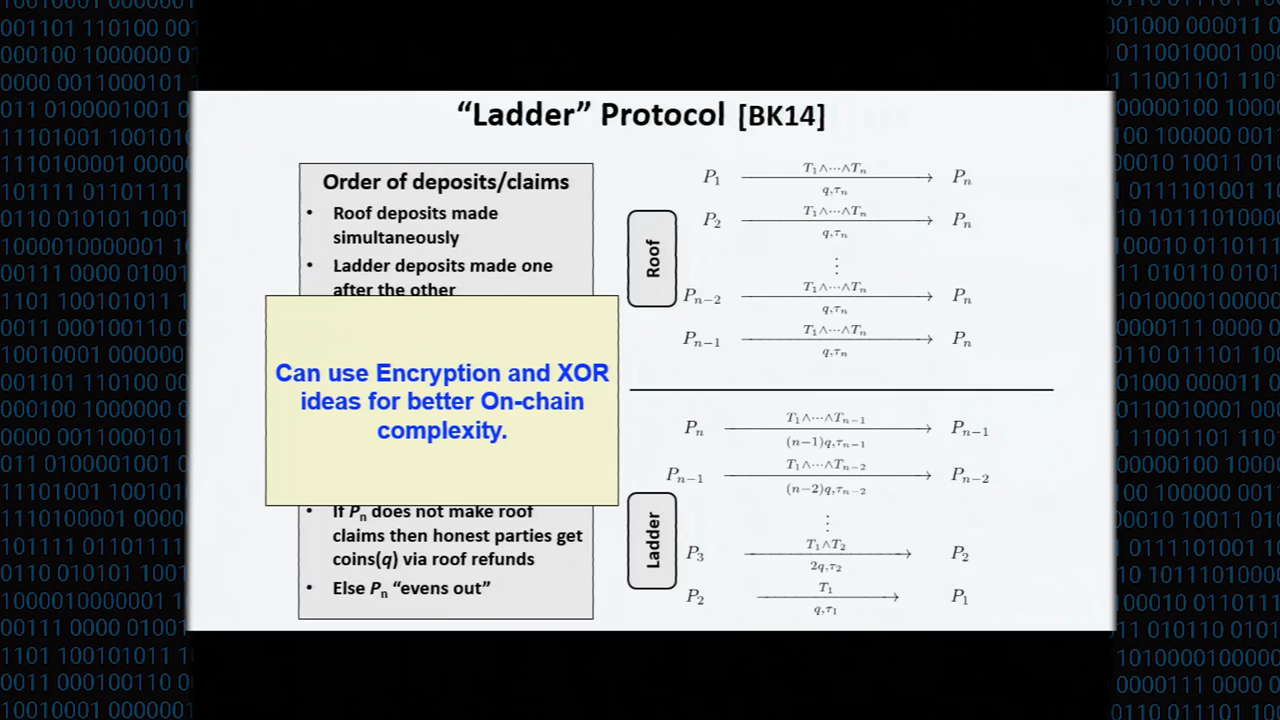 “Ladder” Protocol [BK14]
Order of deposits/claims
• Roof deposits made
simultaneously
• Ladder deposits made one
after the other
Can use Encryption and XOR
ideas for better On-chain
complexity.
• If Pn does not make roof
claims then honest parties get
coins(q) via roof refunds
• Else Pn “evens out”
Roof
P1 T1∧···∧Tn Pn
q,τn
P2 T1∧···∧Tn Pn
q,τn
⋮
Pn−2 T1∧···∧Tn Pn
q,τn
Pn−1 T1∧···∧Tn Pn
q,τn
Ladder
Pn T1∧···∧Tn−1 Pn−1
(n−1)q,τn−1
Pn−1 T1∧···∧Tn−2 Pn−2
(n−2)q,τn−2
⋮
P3 T1∧T2 P2
2q,τ2
P2 T1 P1
q,τ1